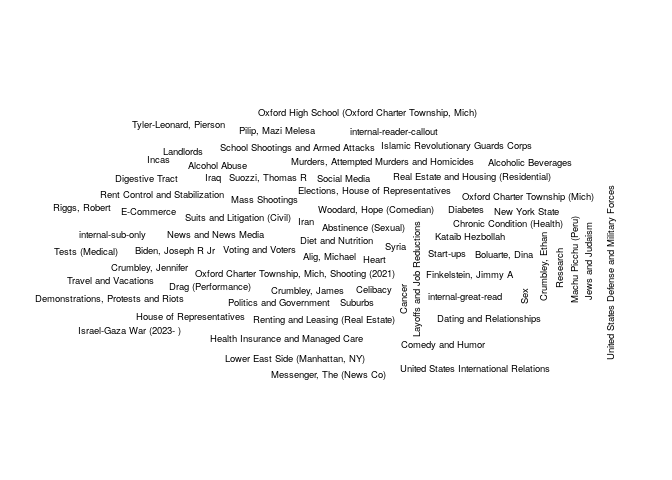 Oxford High School (Oxford Charter Township, Mich)
Tyler-Leonard, Pierson
Pilip, Mazi Melesa
internal-reader-callout
School Shootings and Armed Attacks
Islamic Revolutionary Guards Corps
Landlords
Incas
Alcohol Abuse
Murders, Attempted Murders and Homicides
Alcoholic Beverages
Digestive Tract
Iraq
Suozzi, Thomas R
Social Media
Real Estate and Housing (Residential)
Rent Control and Stabilization
Mass Shootings
Elections, House of Representatives
Oxford Charter Township (Mich)
Riggs, Robert
E-Commerce
Suits and Litigation (Civil)
Woodard, Hope (Comedian)
Diabetes
New York State
Iran
Abstinence (Sexual)
Chronic Condition (Health)
internal-sub-only
News and News Media
Diet and Nutrition
Kataib Hezbollah
Tests (Medical)
Biden, Joseph R Jr
Voting and Voters
Alig, Michael
Heart
Syria
Start-ups
Boluarte, Dina
Crumbley, Jennifer
Oxford Charter Township, Mich, Shooting (2021)
Finkelstein, Jimmy A
Travel and Vacations
Drag (Performance)
Crumbley, James
Celibacy
internal-great-read
Demonstrations, Protests and Riots
Politics and Government
Suburbs
Cancer
Layoffs and Job Reductions
Sex
Crumbley, Ethan
Research
Machu Picchu (Peru)
Jews and Judaism
United States Defense and Military Forces
House of Representatives
Renting and Leasing (Real Estate)
Dating and Relationships
Israel-Gaza War (2023- )
Health Insurance and Managed Care
Comedy and Humor
Lower East Side (Manhattan, NY)
Messenger, The (News Co)
United States International Relations